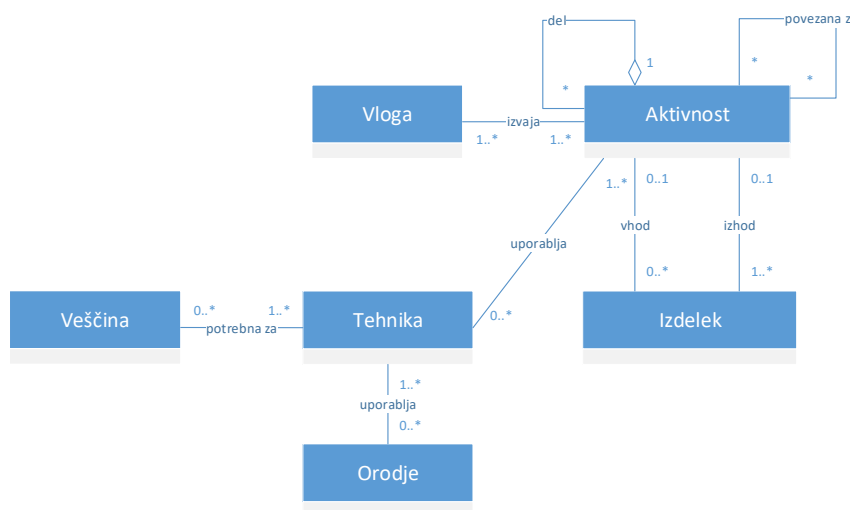 del
povezana z
1
*
*
*
Vloga
izvaja
Aktivnost
1..*
1..*
1..*
0..1
0..1
uporablja
vhod
izhod
0..*
1..*
Veščina
0..*
1..*
potrebna za
Tehnika
0..*
Izdelek
1..*
uporablja
0..*
Orodje